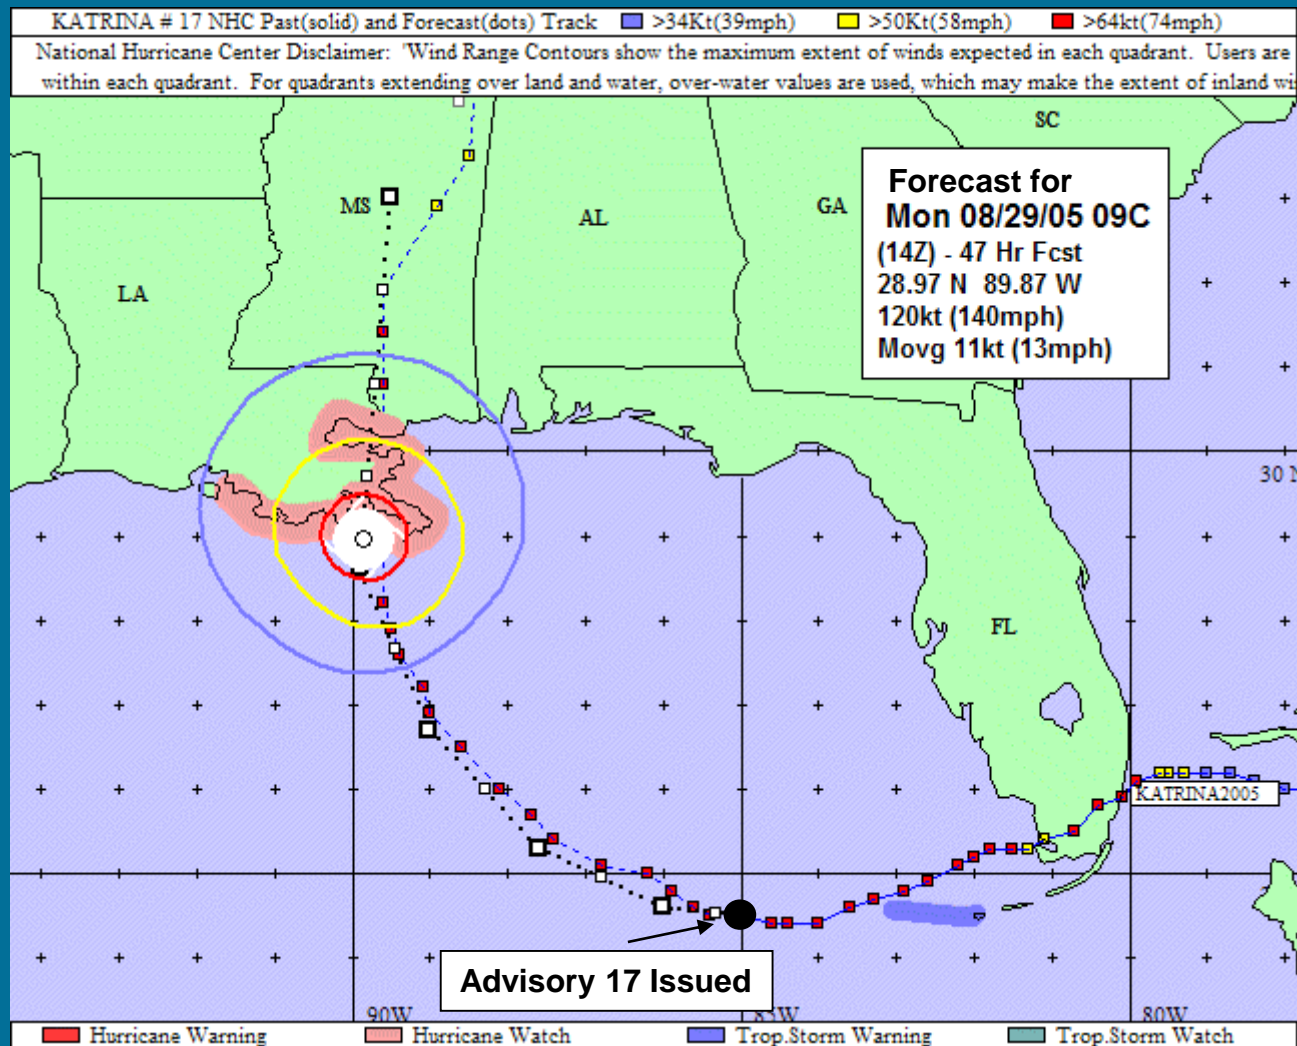 KATRINA # 17 NHC Past(solid) and Forecast(dots) Track >34Kt(39mph) >50Kt(58mph) >64kt(74mph)
National Hurricane Center Disclaimer: 'Wind Range Contours show the maximum extent of winds expected in each quadrant. Users are
within each quadrant. For quadrants extending over land and water, over-water values are used, which may make the extent of inland
SC
MS
AL
GA
LA
Forecast for
Mon 08/29/05 09C
(14Z) - 47 Hr Fcst
28.97 N 89.87 W
120kt (140mph)
Movg 11kt (13mph)
30 N
FL
KATRINA2005
Advisory 17 Issued
90W 85W 80W
Hurricane Warning Hurricane Watch Trop.Storm Warning Trop.Storm Watch